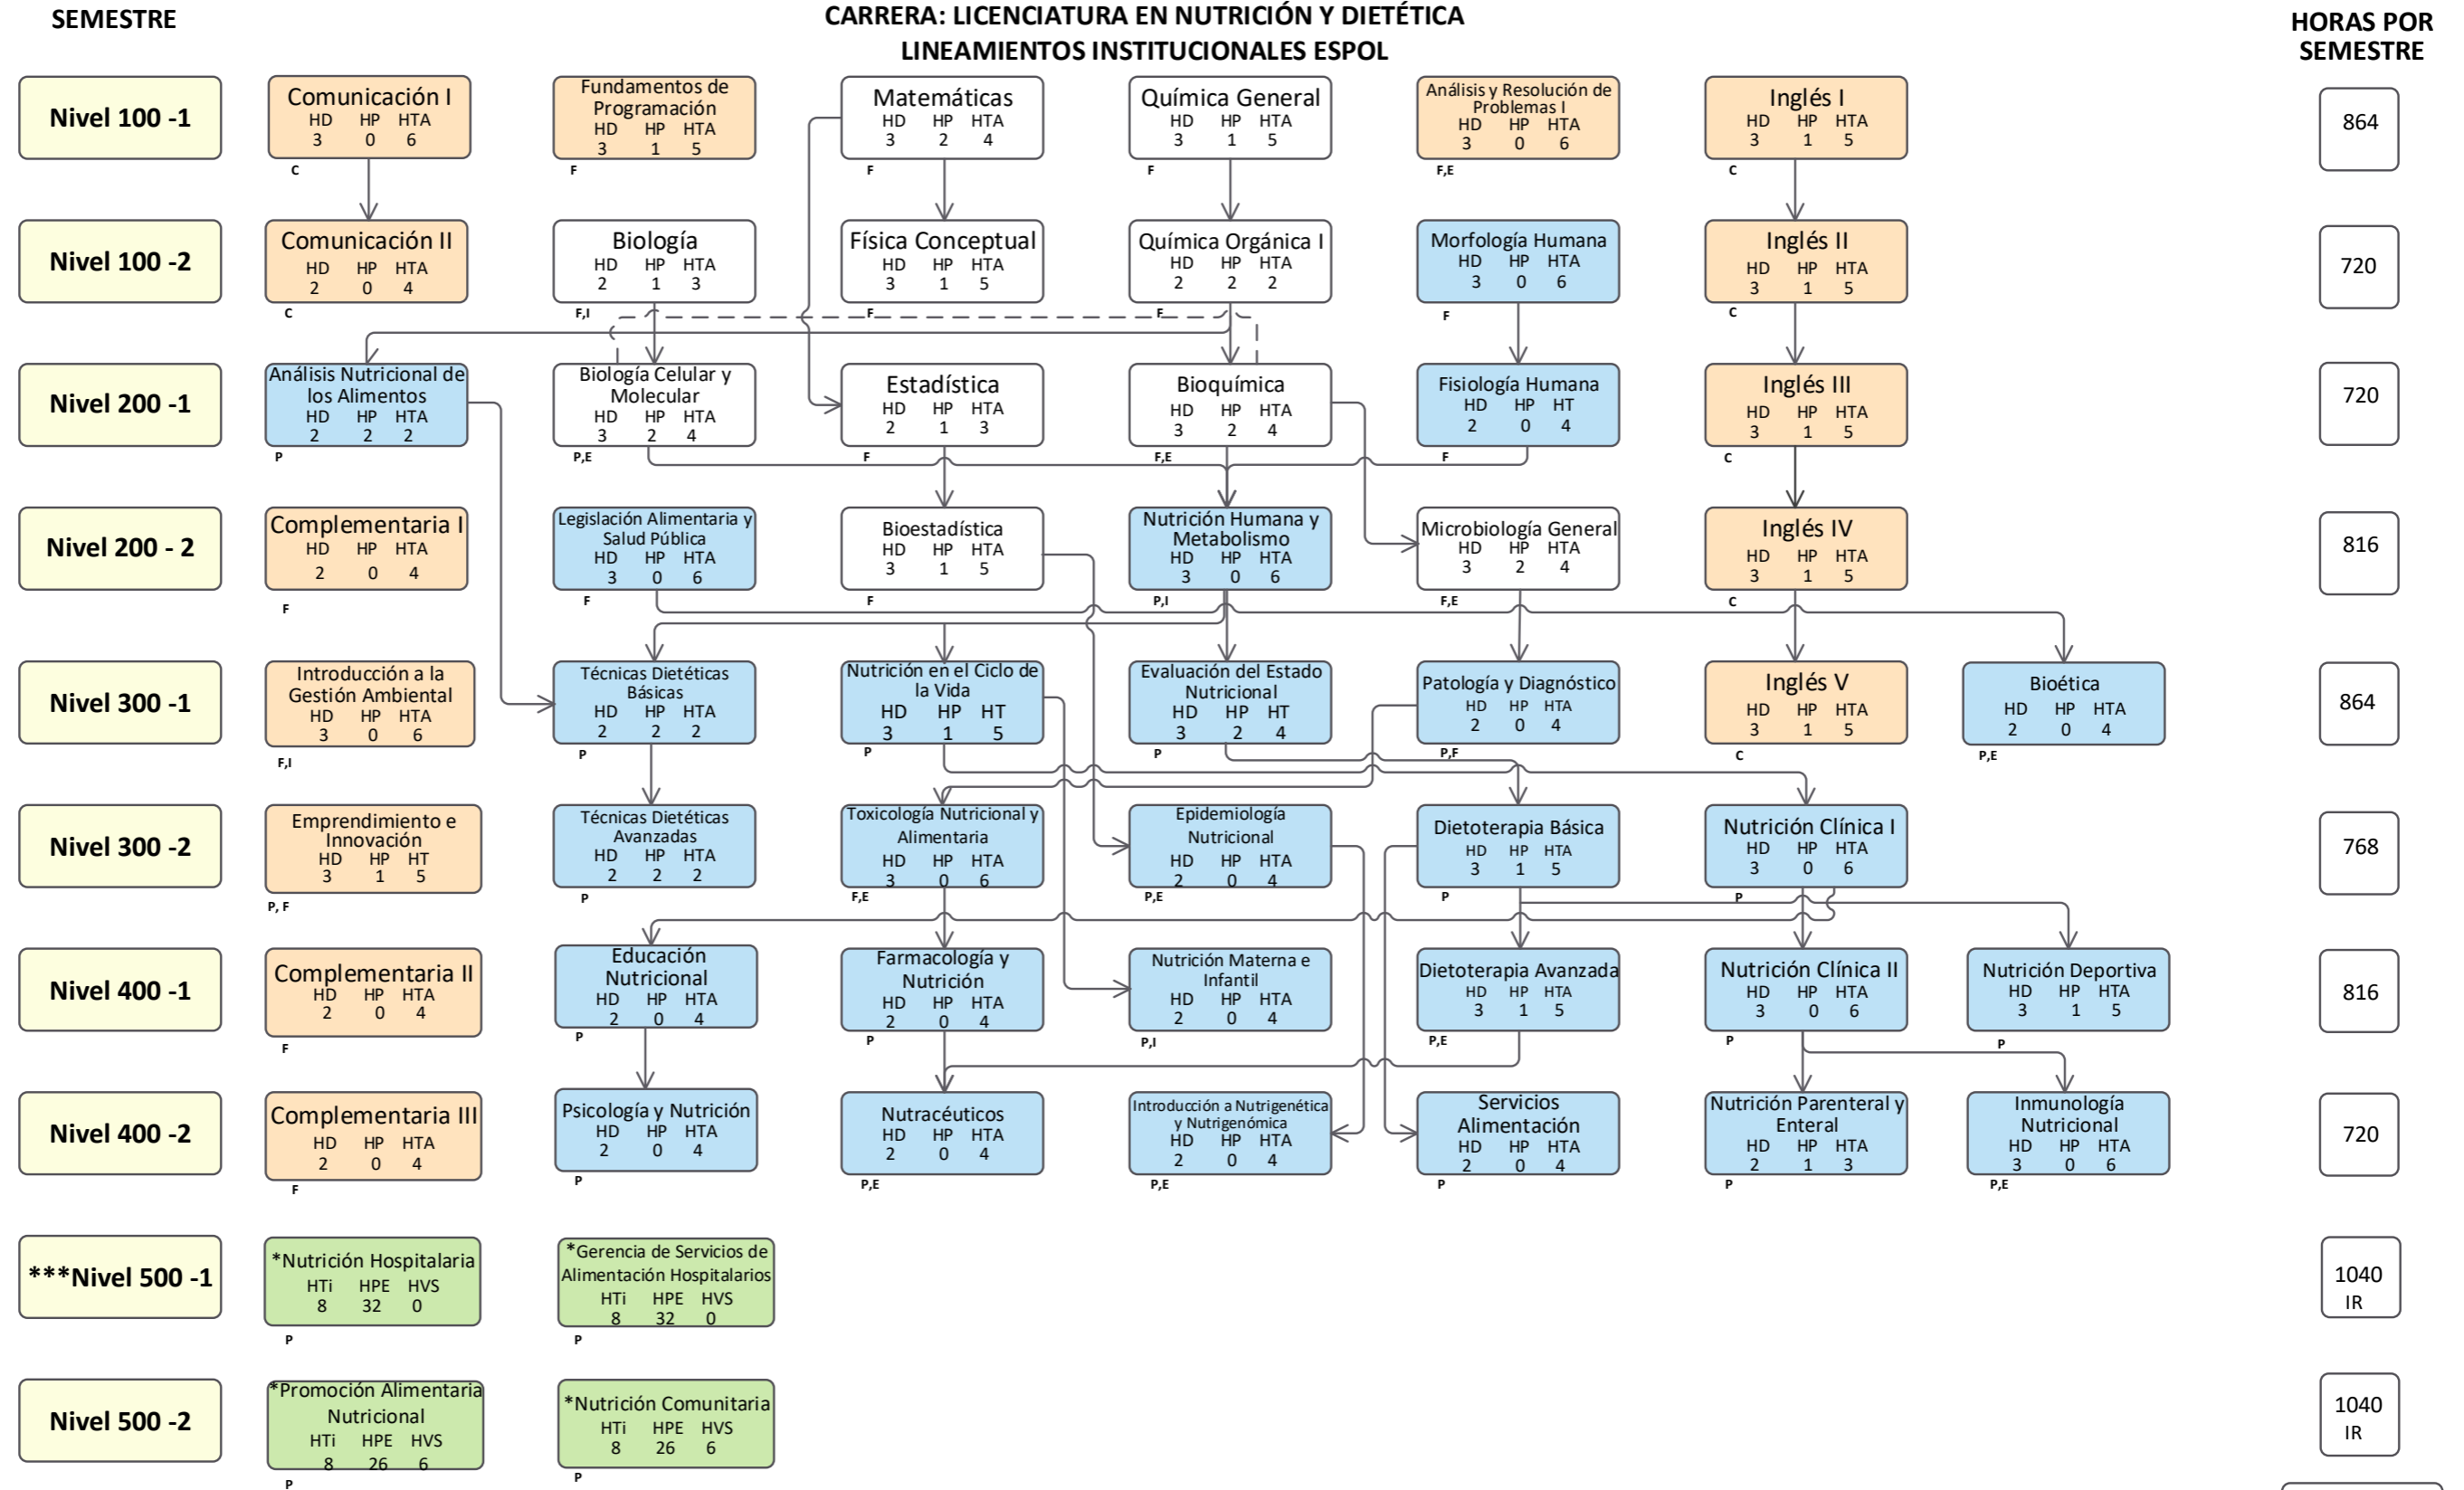 SEMESTRE
CARRERA: LICENCIATURA EN NUTRICIÓN Y DIETÉTICA
LINEAMIENTOS INSTITUCIONALES ESPOL
HORAS POR
SEMESTRE
Nivel 100 -1
Comunicación I
HD HP HTA
3 0 6
C
Fundamentos de
Programación
HD HP HTA
3 1 5
F
Matemáticas
HD HP HTA
3 2 4
F
Química General
HD HP HTA
3 1 5
F
Análisis y Resolución de
Problemas I
HD HP HTA
3 0 6
F,E
Inglés I
HD HP HTA
3 1 5
C
864
Nivel 100 -2
Comunicación II
HD HP HTA
2 0 4
C
Biología
HD HP HTA
2 1 3
F,I
Física Conceptual
HD HP HTA
3 1 5
F
Química Orgánica I
HD HP HTA
2 2 2
F
Morfología Humana
HD HP HTA
3 0 6
F
Inglés II
HD HP HTA
3 1 5
C
720
Nivel 200 -1
Análisis Nutricional de
los Alimentos
HD HP HTA
2 2 2
P
Biología Celular y
Molecular
HD HP HTA
3 2 4
P,E
Estadística
HD HP HTA
2 1 3
F
Bioquímica
HD HP HTA
3 2 4
F,E
Fisiología Humana
HD HP HT
2 0 4
F
Inglés III
HD HP HTA
3 1 5
C
720
Nivel 200 - 2
Complementaria I
HD HP HTA
2 0 4
F
Legislación Alimentaria y
Salud Pública
HD HP HTA
3 0 6
F
Bioestadística
HD HP HTA
3 1 5
F
Nutrición Humana y
Metabolismo
HD HP HTA
3 0 6
P,I
Microbiología General
HD HP HTA
3 2 4
F,E
Inglés IV
HD HP HTA
3 1 5
C
816
Nivel 300 -1
Introducción a la
Gestión Ambiental
HD HP HTA
3 0 6
F,I
Técnicas Dietéticas
Básicas
HD HP HTA
2 2 2
P
Nutrición en el Ciclo de
la Vida
HD HP HT
3 1 5
P
Evaluación del Estado
Nutricional
HD HP HT
3 2 4
P
Patología y Diagnóstico
HD HP HTA
2 0 4
P,F
Inglés V
HD HP HTA
3 1 5
C
Bioética
HD HP HTA
2 0 4
P,E
864
Nivel 300 -2
Emprendimiento e
Innovación
HD HP HT
3 1 5
P, F
Técnicas Dietéticas
Avanzadas
HD HP HTA
2 2 2
P
Toxicología Nutricional y
Alimentaria
HD HP HTA
3 0 6
F,E
Epidemiología
Nutricional
HD HP HTA
2 0 4
P,E
Dietoterapia Básica
HD HP HTA
3 1 5
P
Nutrición Clínica I
HD HP HTA
3 0 6
P
768
Nivel 400 -1
Complementaria II
HD HP HTA
2 0 4
F
Educación
Nutricional
HD HP HTA
2 0 4
P
Farmacología y
Nutrición
HD HP HTA
2 0 4
P
Nutrición Materna e
Infantil
HD HP HTA
2 0 4
P,I
Dietoterapia Avanzada
HD HP HTA
3 1 5
P,E
Nutrición Clínica II
HD HP HTA
3 0 6
P
Nutrición Deportiva
HD HP HTA
3 1 5
P
816
Nivel 400 -2
Complementaria III
HD HP HTA
2 0 4
F
Psicología y Nutrición
HD HP HTA
2 0 4
P
Nutracéuticos
HD HP HTA
2 0 4
P,E
Introducción a Nutrigenética
y Nutrigenómica
HD HP HTA
2 0 4
P,E
Servicios
Alimentación
HD HP HTA
2 0 4
P
Nutrición Parenteral y
Enteral
HD HP HTA
2 1 3
P
Inmunología
Nutricional
HD HP HTA
3 0 6
P,E
720
***Nivel 500 -1
*Nutrición Hospitalaria
HTi HPE HVS
8 32 0
P
*Gerencia de Servicios de
Alimentación Hospitalarios
HTi HPE HVS
8 32 0
P
1040
IR
Nivel 500 -2
*Promoción Alimentaria
Nutricional
HTi HPE HVS
8 26 6
P
*Nutrición Comunitaria
HTi HPE HVS
8 26 6
P
1040
IR